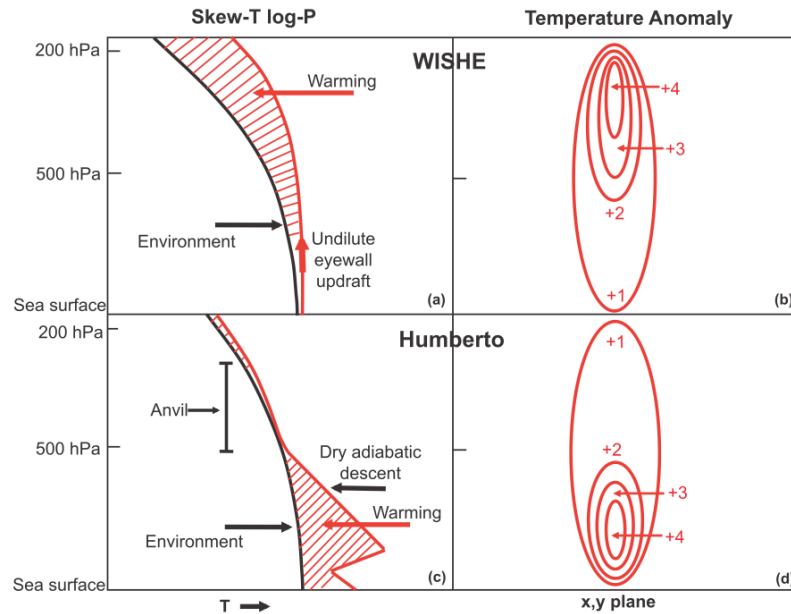 Skew-T log-P
Temperature Anomaly
200 hPa
WISHE
Warming
+4
+3
500 hPa
+2
Environment
Undilute
eyewall
updraft
Sea surface
(a)
+1
(b)
200 hPa
Humberto
+1
Anvil
500 hPa
Dry adiabatic
descent
+2
+3
Warming
Environment
+4
Sea surface
(c)
(d)
T
x,y plane